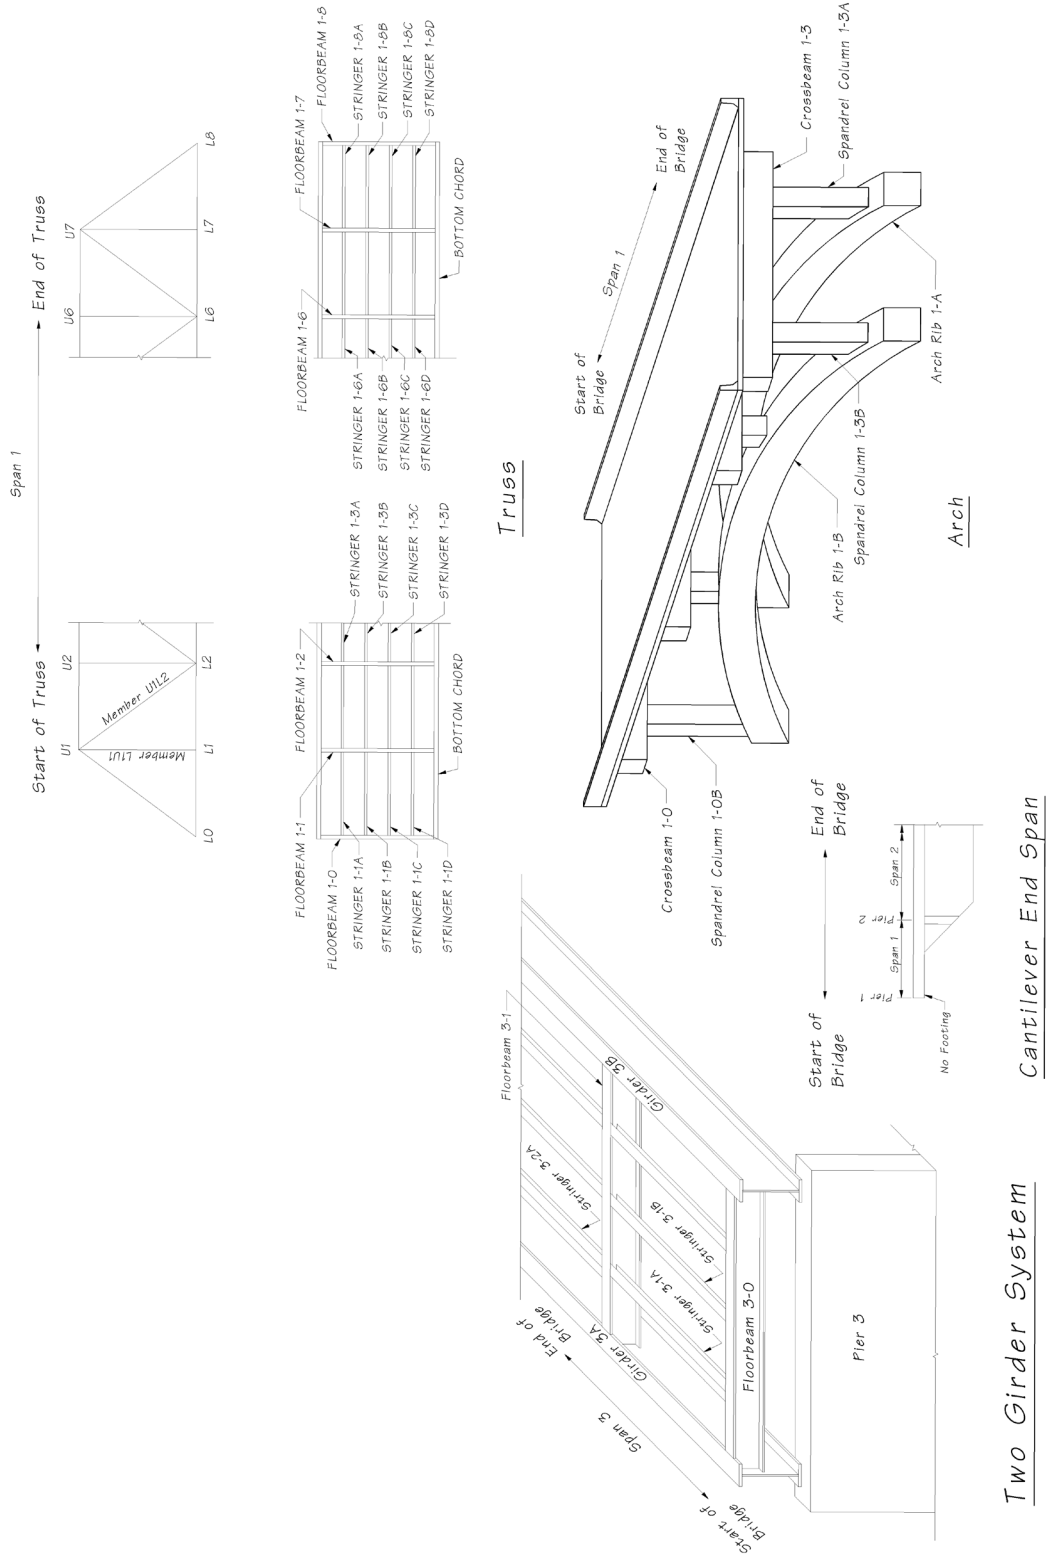 Span 1
Start of Truss
End of Truss
U1
U2
U6
U7
Member L1U1
Member U1L2
L0
L1
L2
L6
L7
L8
FLOORBEAM 1-1
FLOORBEAM 1-2
FLOORBEAM 1-6
FLOORBEAM 1-7
FLOORBEAM 1-0
FLOORBEAM 1-8
STRINGER 1-1A
STRINGER 1-1B
STRINGER 1-1C
STRINGER 1-1D
STRINGER 1-3A
STRINGER 1-3B
STRINGER 1-3C
STRINGER 1-3D
BOTTOM CHORD
STRINGER 1-6A
STRINGER 1-6B
STRINGER 1-6C
STRINGER 1-6D
STRINGER 1-8A
STRINGER 1-8B
STRINGER 1-8C
STRINGER 1-8D
BOTTOM CHORD
Truss
Floorbeam 3-1
Girder 3B
Stringer 3-2A
Stringer 3-1B
Stringer 3-1A
Girder 3A
Floorbeam 3-0
Pier 3
End of
Bridge
Span 3
Start of
Bridge
Two Girder System
Start of
Bridge
End of
Bridge
Span 1
Crossbeam 1-0
Spandrel Column 1-0B
Arch Rib 1-B
Spandrel Column 1-3B
Arch Rib 1-A
Crossbeam 1-3
Spandrel Column 1-3A
Arch
Start of
Bridge
End of
Bridge
Pier 1
Span 1
Pier 2
Span 2
No Footing
Cantilever End Span